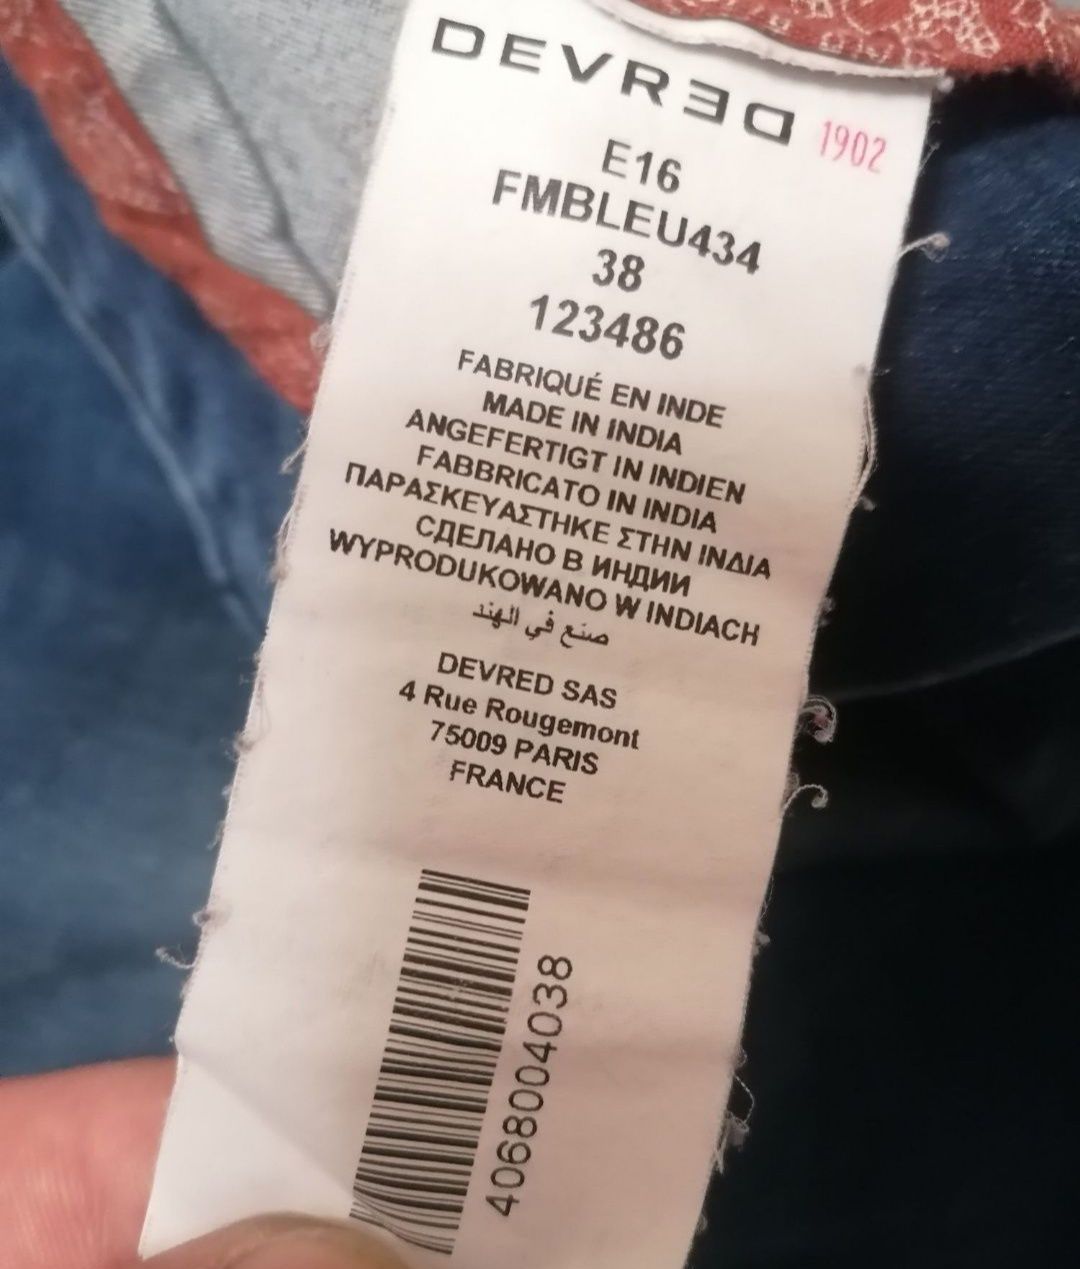 DEVRED 1902
E16
FMBLEU434
38
123486
FABRIQUÉ EN INDE
MADE IN INDIA
ANGEFERTIGT IN INDIEN
FABBRICATO IN INDIA
ΠΑΡΑΣΚΕΥΑΣΤΗΚΕ ΣΤΗΝ ΙΝΔΙΑ
СДЕЛАНО В ИНДИИ
WYPRODUKOWANO W INDIACH
صنع في الهند
DEVRED SAS
4 Rue Rougemont
75009 PARIS
FRANCE
4068004038